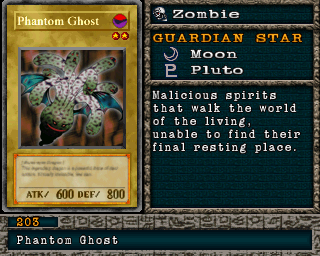 Phantom Ghost
ATK/ 600 DEF/ 800
Zombie
GUARDIAN STAR
Moon
Pluto
Malicious spirits
that walk the world
of the living,
unable to find their
final resting place.
203
Phantom Ghost